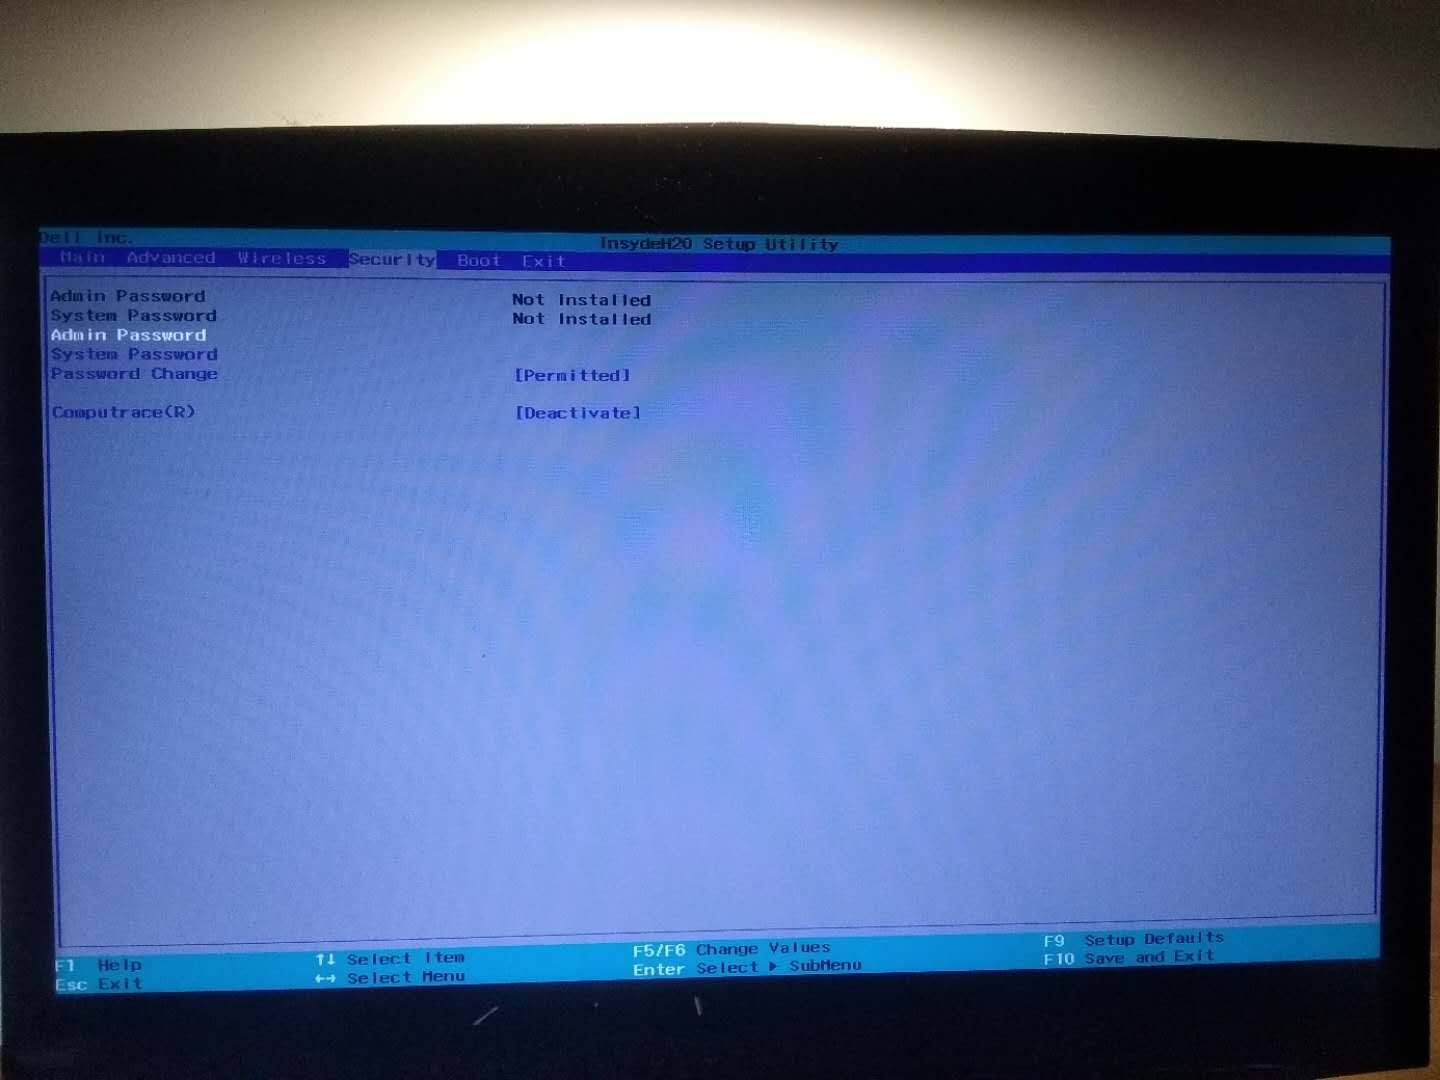 Dell Inc.
InsydeH20 Setup Utility
Main Advanced Wireless Security Boot Exit
Admin Password Not Installed
System Password Not Installed
Admin Password
System Password
Password Change [Permitted]
Computrace(R) [Deactivate]
F1 Help ↑↓ Select Item F5/F6 Change Values F9 Setup Defaults
Esc Exit ←→ Select Menu Enter Select ▶ SubMenu F10 Save and Exit